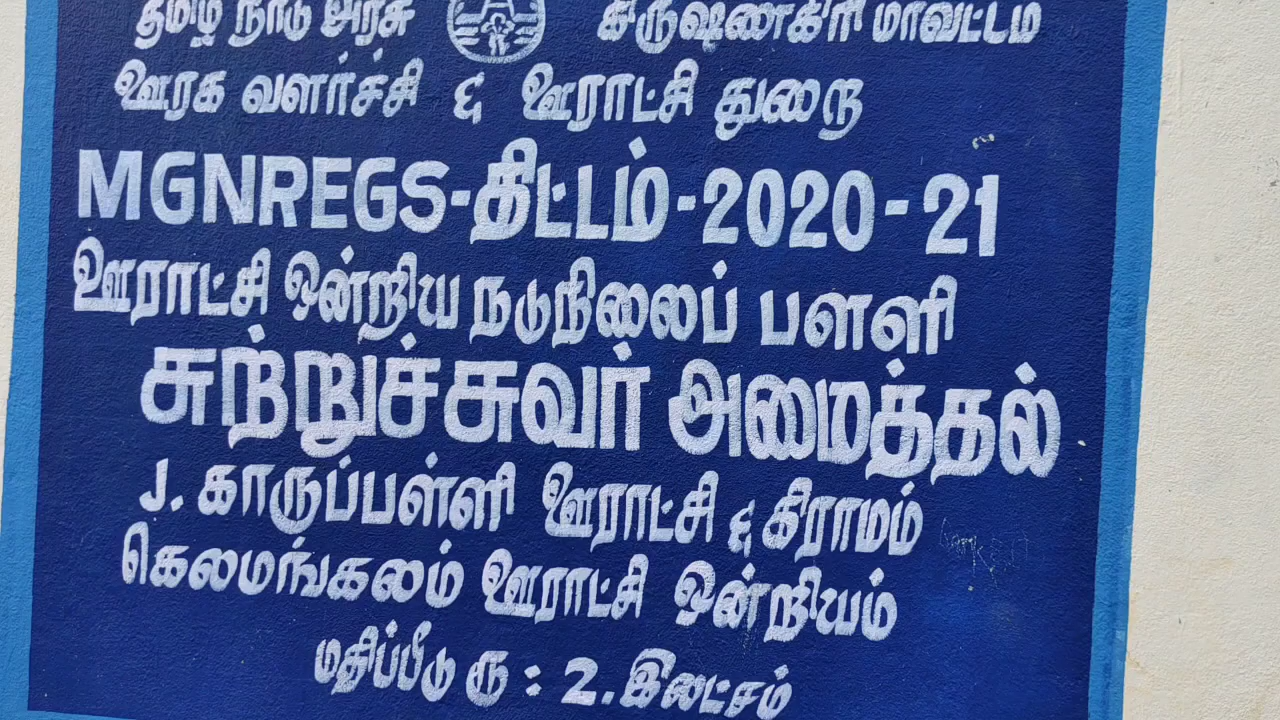 தமிழ் நாடு அரசு கிருஷ்ணகிரி மாவட்டம்
ஊரக வளர்ச்சி & ஊராட்சி துறை
MGNREGS-திட்டம்-2020-21
ஊராட்சி ஒன்றிய நடுநிலைப் பள்ளி
சுற்றுச்சுவர் அமைத்தல்
J. காருப்பள்ளி ஊராட்சி & கிராமம்
கெலமங்கலம் ஊராட்சி ஒன்றியம்
மதிப்பீடு ரூ : 2. இலட்சம்